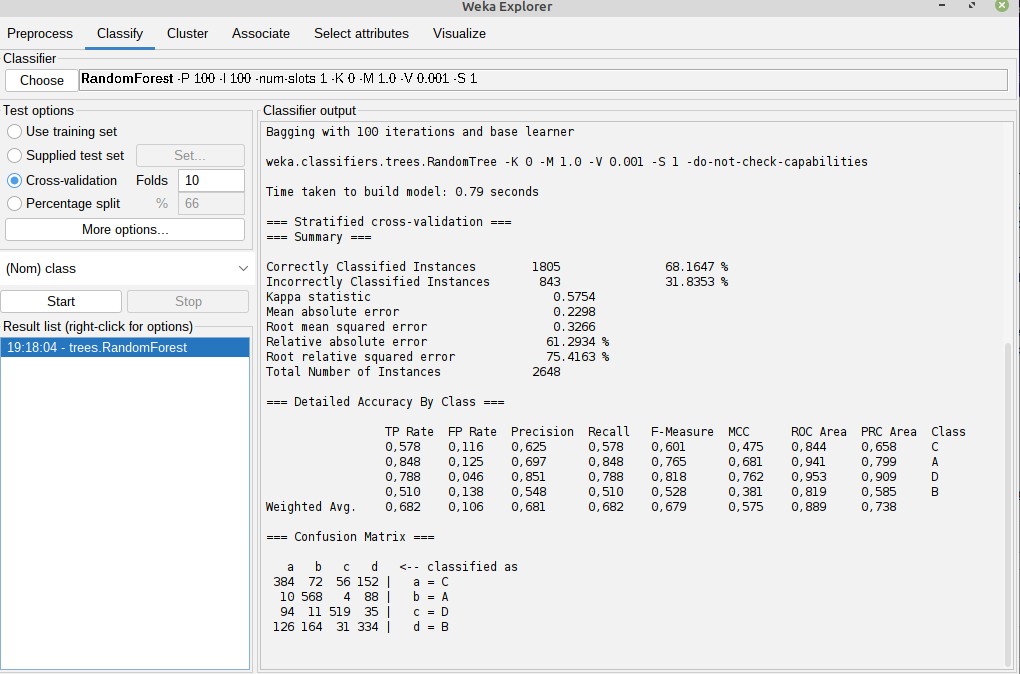 Weka Explorer
Preprocess Classify Cluster Associate Select attributes Visualize
Classifier
Choose RandomForest -P 100 -I 100 -num-slots 1 -K 0 -M 1.0 -V 0.001 -S 1
Test options
Use training set
Supplied test set Set...
Cross-validation Folds 10
Percentage split % 66
More options...
(Nom) class
Start Stop
Result list (right-click for options)
19:18:04 - trees.RandomForest
Classifier output
Bagging with 100 iterations and base learner
weka.classifiers.trees.RandomTree -K 0 -M 1.0 -V 0.001 -S 1 -do-not-check-capabilities
Time taken to build model: 0.79 seconds
=== Stratified cross-validation ===
=== Summary ===
Correctly Classified Instances 1805 68.1647 %
Incorrectly Classified Instances 843 31.8353 %
Kappa statistic 0.5754
Mean absolute error 0.2298
Root mean squared error 0.3266
Relative absolute error 61.2934 %
Root relative squared error 75.4163 %
Total Number of Instances 2648
=== Detailed Accuracy By Class ===
TP Rate FP Rate Precision Recall F-Measure MCC ROC Area PRC Area Class
0,578 0,116 0,625 0,578 0,601 0,475 0,844 0,658 C
0,848 0,125 0,697 0,848 0,765 0,681 0,941 0,799 A
0,788 0,046 0,851 0,788 0,818 0,762 0,953 0,909 D
0,510 0,138 0,548 0,510 0,528 0,381 0,819 0,585 B
Weighted Avg. 0,682 0,106 0,681 0,682 0,679 0,575 0,889 0,738
=== Confusion Matrix ===
a b c d <-- classified as
384 72 56 152 | a = C
10 568 4 88 | b = A
94 11 519 35 | c = D
126 164 31 334 | d = B